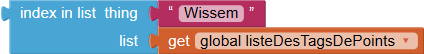 index in list thing " Wissem "
list get global listeDesTagsDePoints